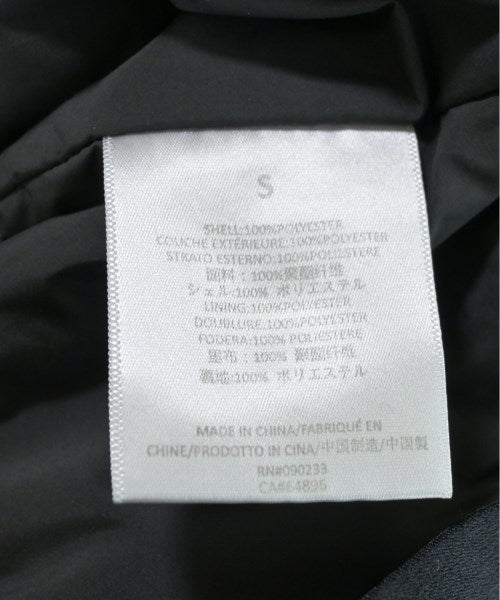 S
SHELL:100%POLYESTER
COUCHE EXTÉRIEURE:100%POLYESTER
STRATO ESTERNO:100%POLIESTERE
面料：100%聚酯纤维
シェル:100% ポリエステル
LINING:100%POLYESTER
DOUBLURE:100%POLYESTER
FODERA:100% POLIESTERE
里布：100% 聚酯纤维
裏地:100% ポリエステル
MADE IN CHINA/FABRIQUÉ EN
CHINE/PRODOTTO IN CINA/中国制造/中国製
RN#090233
CA#64896